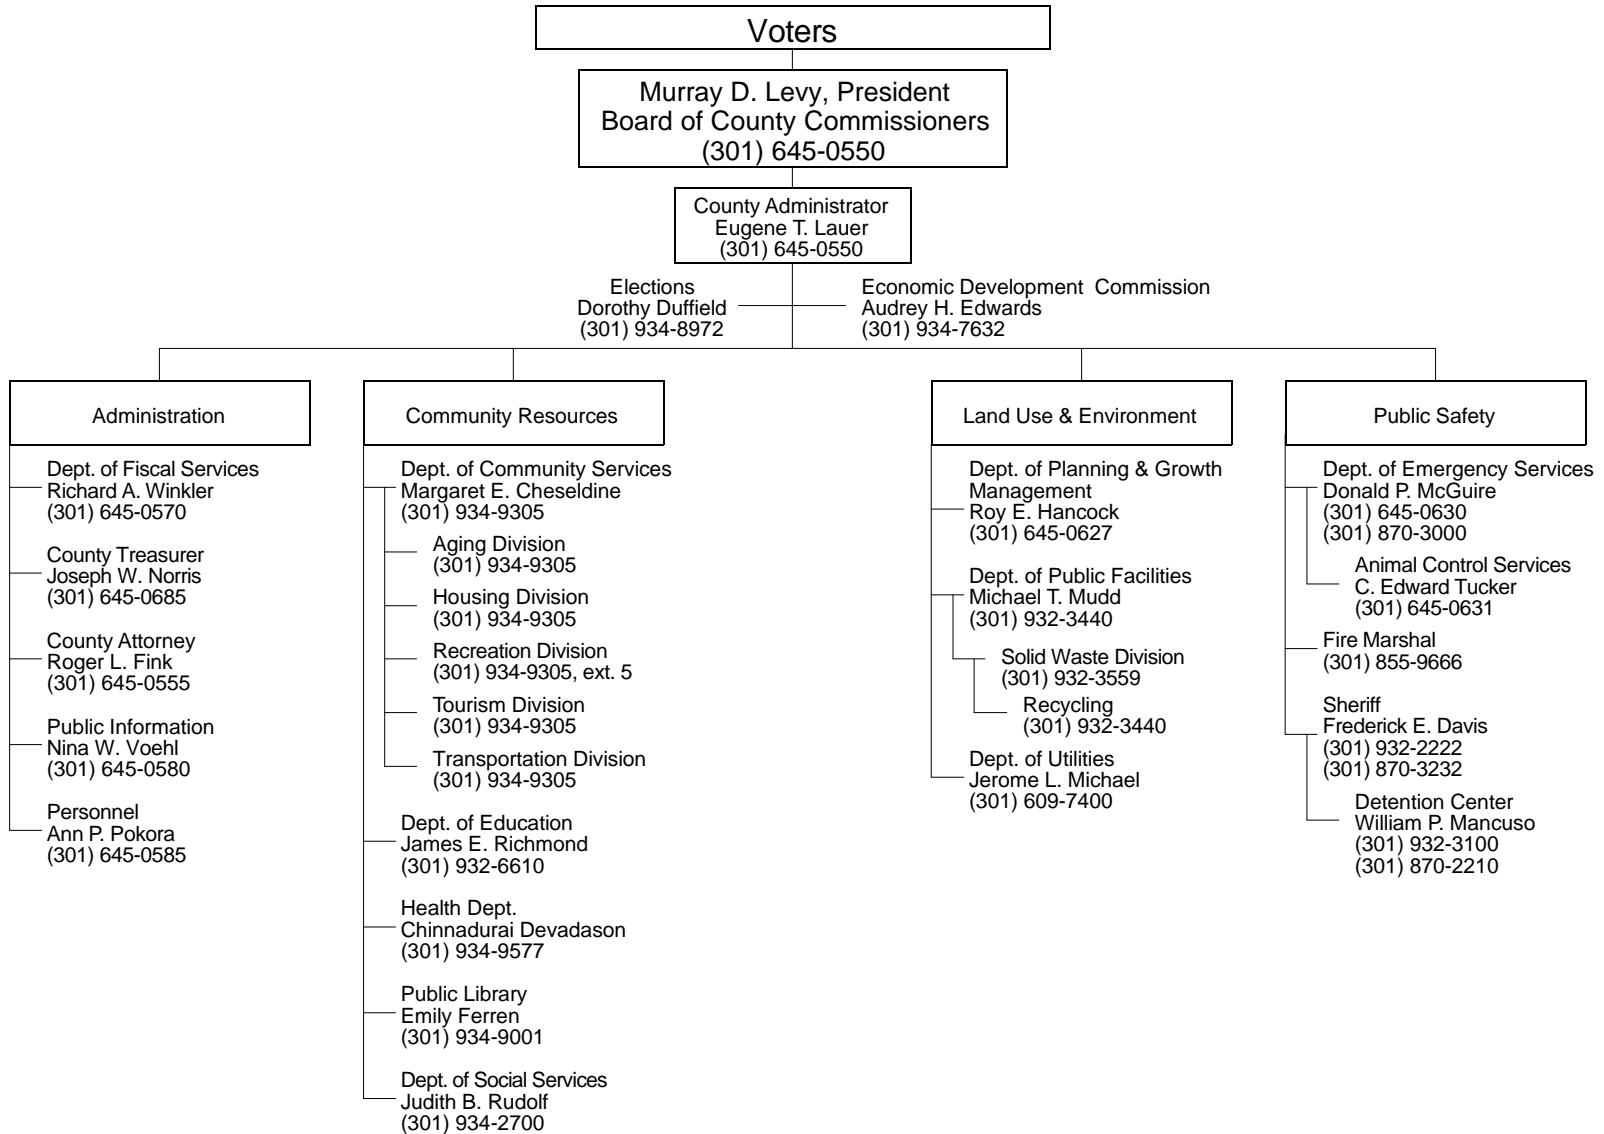 Voters
Murray D. Levy, President
Board of County Commissioners
(301) 645-0550
County Administrator
Eugene T. Lauer
(301) 645-0550
Elections
Dorothy Duffield
(301) 934-8972
Economic Development Commission
Audrey H. Edwards
(301) 934-7632
Administration
Dept. of Fiscal Services
Richard A. Winkler
(301) 645-0570
County Treasurer
Joseph W. Norris
(301) 645-0685
County Attorney
Roger L. Fink
(301) 645-0555
Public Information
Nina W. Voehl
(301) 645-0580
Personnel
Ann P. Pokora
(301) 645-0585
Community Resources
Dept. of Community Services
Margaret E. Cheseldine
(301) 934-9305
Aging Division
(301) 934-9305
Housing Division
(301) 934-9305
Recreation Division
(301) 934-9305, ext. 5
Tourism Division
(301) 934-9305
Transportation Division
(301) 934-9305
Dept. of Education
James E. Richmond
(301) 932-6610
Health Dept.
Chinnadurai Devadason
(301) 934-9577
Public Library
Emily Ferren
(301) 934-9001
Dept. of Social Services
Judith B. Rudolf
(301) 934-2700
Land Use & Environment
Dept. of Planning & Growth
Management
Roy E. Hancock
(301) 645-0627
Dept. of Public Facilities
Michael T. Mudd
(301) 932-3440
Solid Waste Division
(301) 932-3559
Recycling
(301) 932-3440
Dept. of Utilities
Jerome L. Michael
(301) 609-7400
Public Safety
Dept. of Emergency Services
Donald P. McGuire
(301) 645-0630
(301) 870-3000
Animal Control Services
C. Edward Tucker
(301) 645-0631
Fire Marshal
(301) 855-9666
Sheriff
Frederick E. Davis
(301) 932-2222
(301) 870-3232
Detention Center
William P. Mancuso
(301) 932-3100
(301) 870-2210